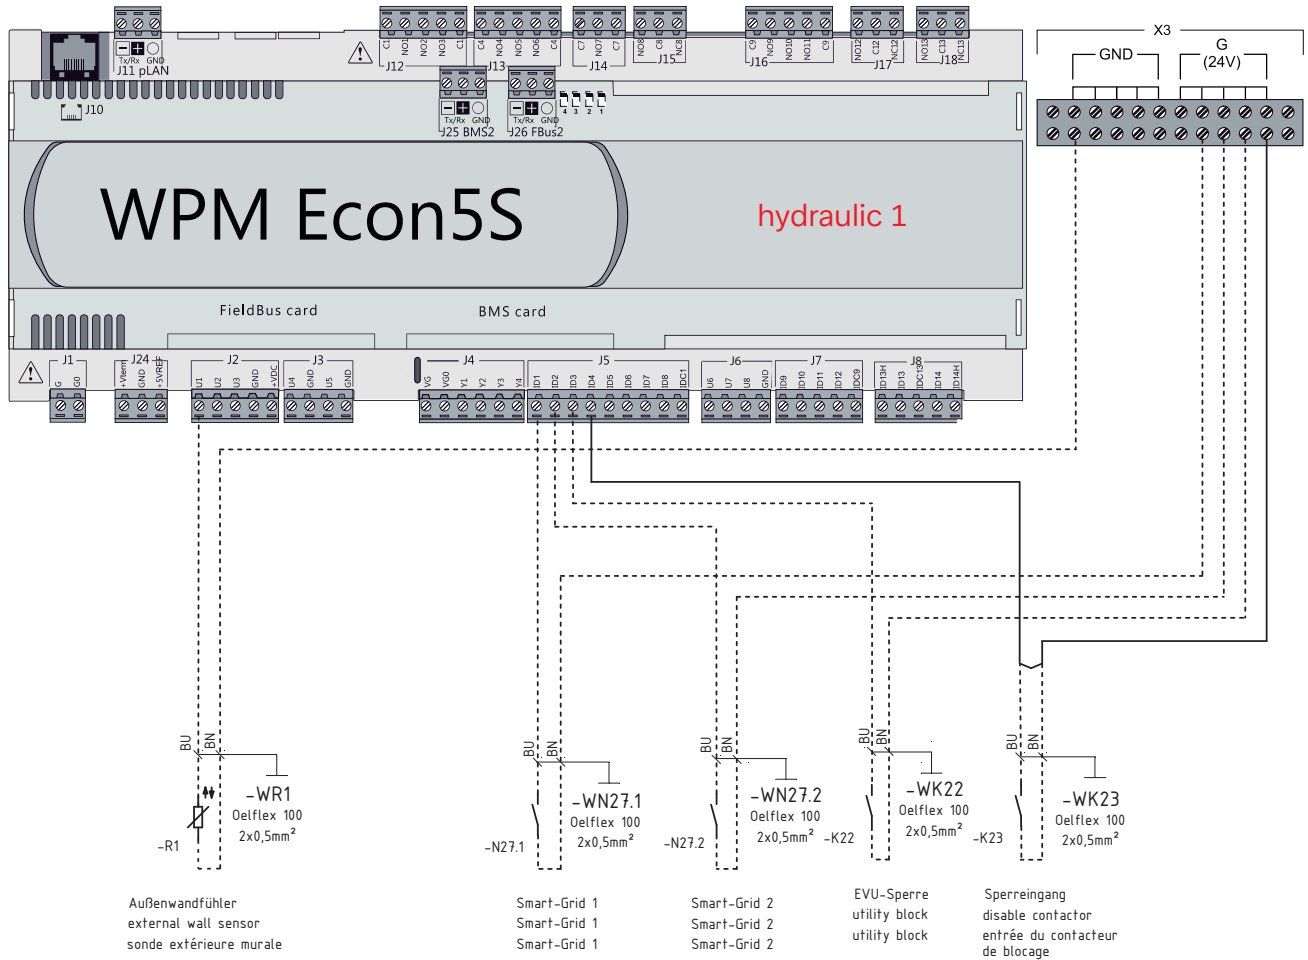 C1 NO1 NO2 NO3 C1 C4 NO4 NO5 NO6 C4 C7 NO7 C7 NO8 C8 NC8 C9 NO9 NO10 NO11 C9 NO12 C12 NC12 NO13 C13 NC13
J12 J13 J14 J15 J16 J17 J18
Tx/Rx GND
J11 pLAN
J10
Tx/Rx GND
J25 BMS2
Tx/Rx GND
J26 FBus2
4 3 2 1
X3
GND
G
(24V)
WPM Econ5S
hydraulic 1
FieldBus card
BMS card
J1 J24 J2 J3 J4 J5 J6 J7 J8
G G0 +Vterm GND +5VREF U1 U2 U3 GND +VDC U4 GND U5 GND VG VG0 Y1 Y2 Y3 Y4 ID1 ID2 ID3 ID4 ID5 ID6 ID7 ID8 IDC1 U6 U7 U8 GND ID9 ID10 ID11 ID12 IDC9 ID13H ID13 IDC13 ID14 ID14H
BU BN
-WR1
Oelflex 100
2x0,5mm²
-R1
BU BN
-WN27.1
Oelflex 100
2x0,5mm²
-N27.1
BU BN
-WN27.2
Oelflex 100
2x0,5mm²
-N27.2
BU BN
-WK22
Oelflex 100
2x0,5mm²
-K22
BU BN
-WK23
Oelflex 100
2x0,5mm²
-K23
Außenwandfühler
external wall sensor
sonde extérieure murale
Smart-Grid 1
Smart-Grid 1
Smart-Grid 1
Smart-Grid 2
Smart-Grid 2
Smart-Grid 2
EVU-Sperre
utility block
utility block
Sperreingang
disable contactor
entrée du contacteur
de blocage